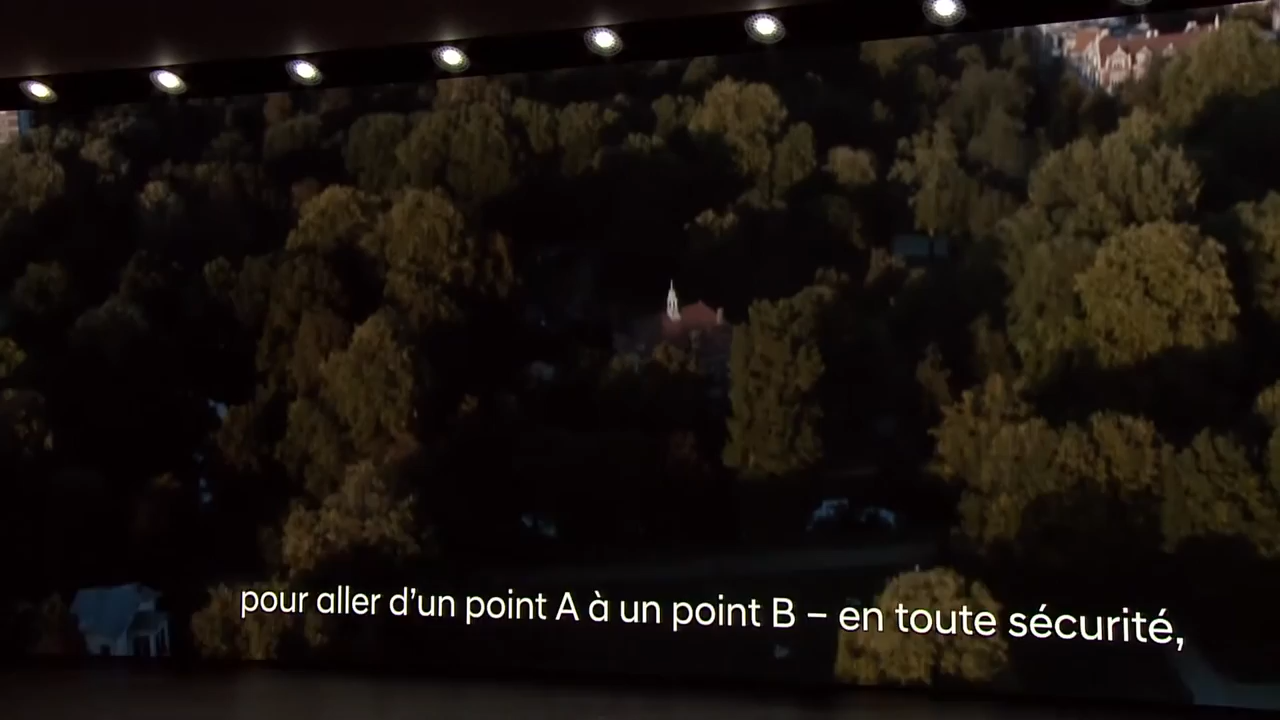 pour aller d’un point A à un point B – en toute sécurité,